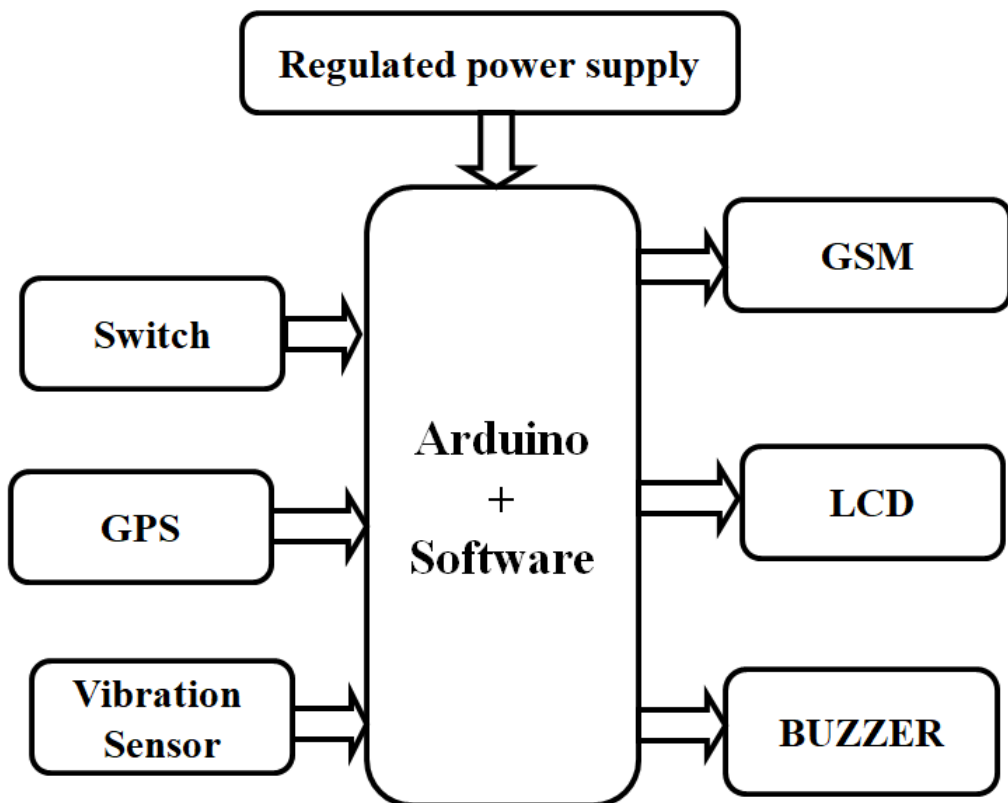 Regulated power supply
GSM
Switch
Arduino
+
Software
LCD
GPS
Vibration
Sensor
BUZZER